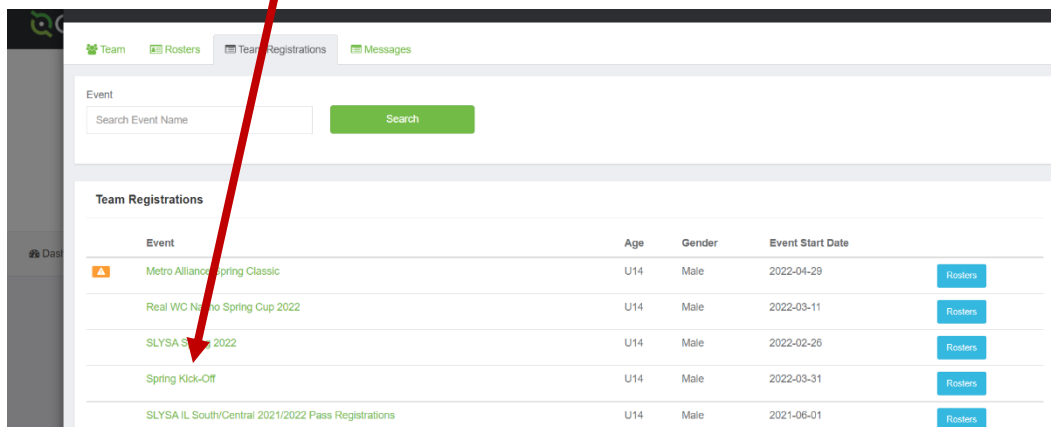 Team Rosters Team Registrations Messages
Event
Search Event Name Search
Team Registrations
Event Age Gender Event Start Date
Metro Alliance Spring Classic U14 Male 2022-04-29 Rosters
Real WC Spring Cup 2022 U14 Male 2022-03-11 Rosters
SLYSA 2022 U14 Male 2022-02-26 Rosters
Spring Kick-Off U14 Male 2022-03-31 Rosters
SLYSA IL South/Central 2021/2022 Pass Registrations U14 Male 2021-06-01 Rosters